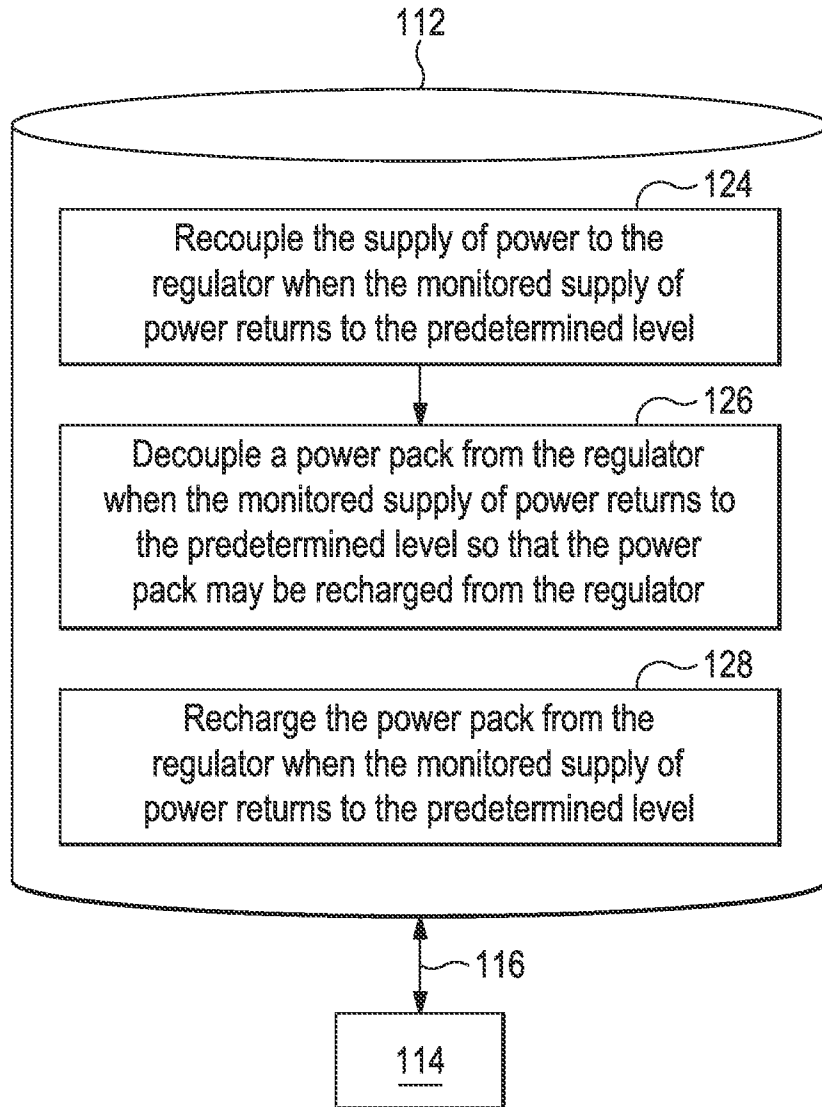 112
124
Recouple the supply of power to the
regulator when the monitored supply of
power returns to the predetermined level
126
Decouple a power pack from the regulator
when the monitored supply of power returns to
the predetermined level so that the power
pack may be recharged from the regulator
128
Recharge the power pack from the
regulator when the monitored supply of
power returns to the predetermined level
116
114